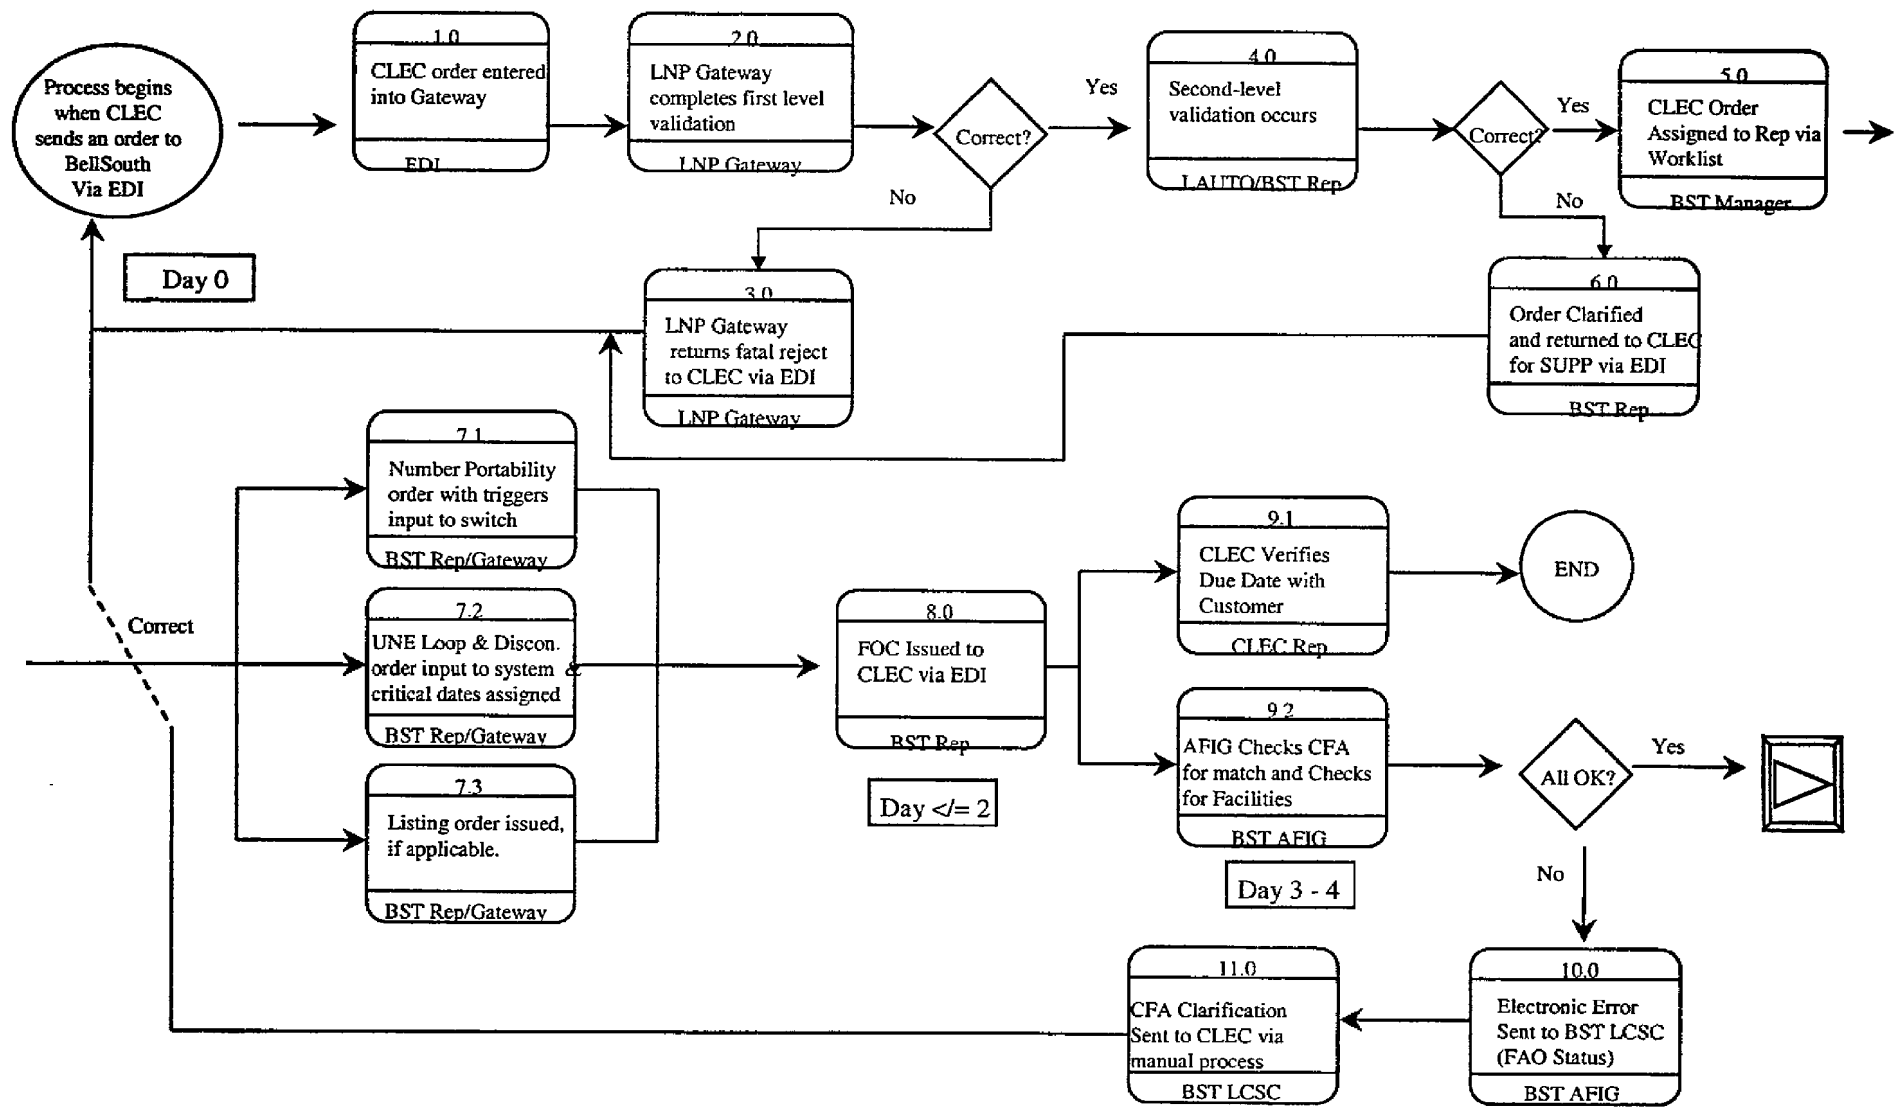 Process begins
when CLEC
sends an order to
BellSouth
Via EDI
1.0
CLEC order entered
into Gateway
EDI
2.0
LNP Gateway
completes first level
validation
LNP Gateway
Correct?
Yes
No
4.0
Second-level
validation occurs
LAUTO/BST Rep
Correct?
Yes
No
5.0
CLEC Order
Assigned to Rep via
Worklist
BST Manager
Day 0
3.0
LNP Gateway
returns fatal reject
to CLEC via EDI
LNP Gateway
6.0
Order Clarified
and returned to CLEC
for SUPP via EDI
BST Rep
7.1
Number Portability
order with triggers
input to switch
BST Rep/Gateway
Correct
7.2
UNE Loop & Discon.
order input to system &
critical dates assigned
BST Rep/Gateway
7.3
Listing order issued,
if applicable.
BST Rep/Gateway
8.0
FOC Issued to
CLEC via EDI
BST Rep
Day </= 2
9.1
CLEC Verifies
Due Date with
Customer
CLEC Rep
END
9.2
AFIG Checks CFA
for match and Checks
for Facilities
BST AFIG
Day 3 - 4
All OK?
Yes
No
11.0
CFA Clarification
Sent to CLEC via
manual process
BST LCSC
10.0
Electronic Error
Sent to BST LCSC
(FAO Status)
BST AFIG